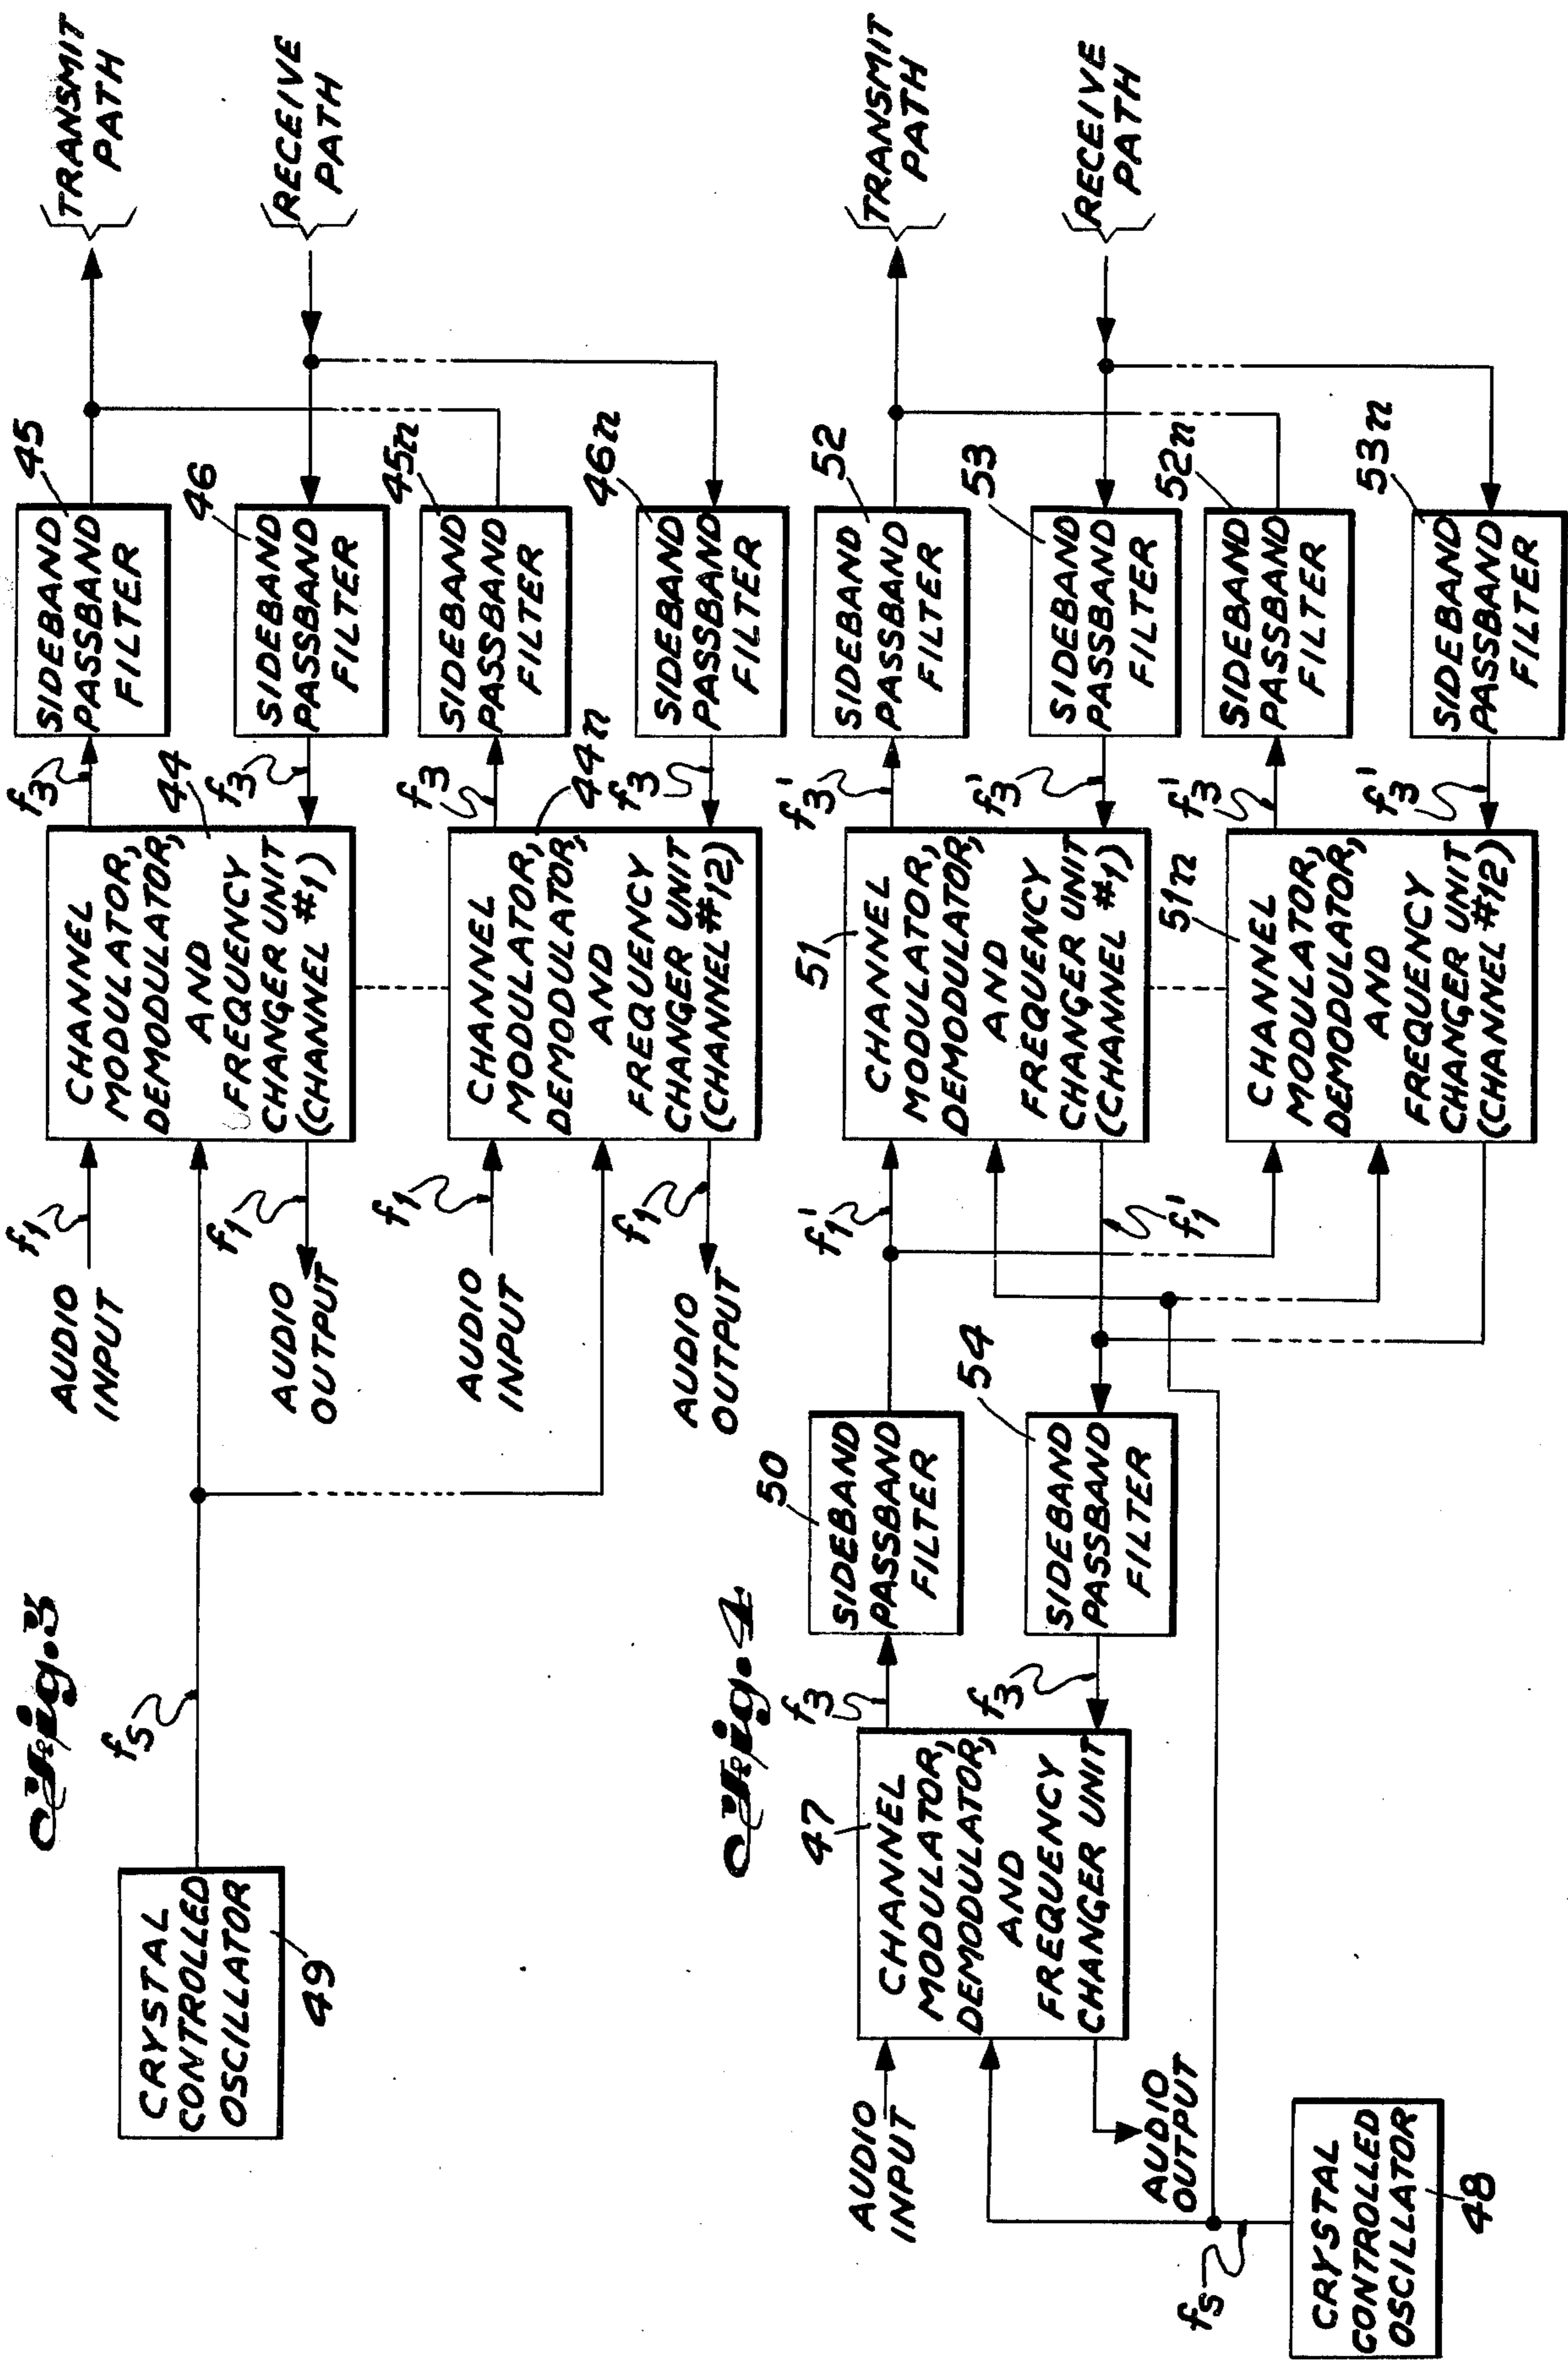 Fig. 3
CRYSTAL
CONTROLLED
OSCILLATOR
49
fs
AUDIO
INPUT
f1
f1
AUDIO
OUTPUT
AUDIO
INPUT
f1
f1
AUDIO
OUTPUT
CHANNEL
MODULATOR,
DEMODULATOR,
AND
FREQUENCY
CHANGER UNIT
(CHANNEL #1)
44
CHANNEL
MODULATOR,
DEMODULATOR,
AND
FREQUENCY
CHANGER UNIT
(CHANNEL #12)
44n
f3
f3
f3
f3
SIDEBAND
PASSBAND
FILTER
45
SIDEBAND
PASSBAND
FILTER
46
SIDEBAND
PASSBAND
FILTER
45n
SIDEBAND
PASSBAND
FILTER
46n
TRANSMIT
PATH
RECEIVE
PATH
Fig. 4
CRYSTAL
CONTROLLED
OSCILLATOR
48
fs
AUDIO
INPUT
AUDIO
OUTPUT
CHANNEL
MODULATOR,
DEMODULATOR,
AND
FREQUENCY
CHANGER UNIT
47
f3
f3
SIDEBAND
PASSBAND
FILTER
50
SIDEBAND
PASSBAND
FILTER
54
f1'
f1'
CHANNEL
MODULATOR,
DEMODULATOR,
AND
FREQUENCY
CHANGER UNIT
(CHANNEL #1)
51
CHANNEL
MODULATOR,
DEMODULATOR,
AND
FREQUENCY
CHANGER UNIT
(CHANNEL #12)
51n
f3'
f3'
f3'
f3'
SIDEBAND
PASSBAND
FILTER
52
SIDEBAND
PASSBAND
FILTER
53
SIDEBAND
PASSBAND
FILTER
52n
SIDEBAND
PASSBAND
FILTER
53n
TRANSMIT
PATH
RECEIVE
PATH